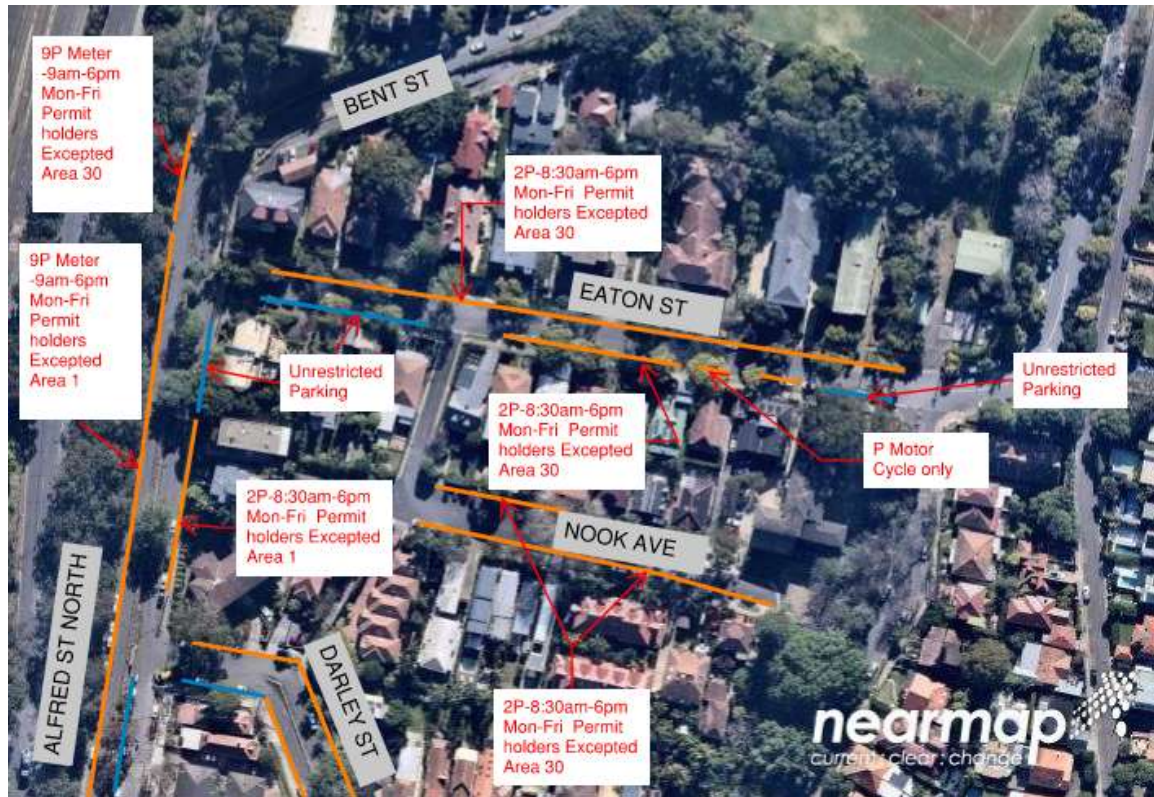 9P Meter
-9am-6pm
Mon-Fri
Permit
holders
Excepted
Area 30
BENT ST
2P-8:30am-6pm
Mon-Fri Permit
holders Excepted
Area 30
9P Meter
-9am-6pm
Mon-Fri
Permit
holders
Excepted
Area 1
EATON ST
Unrestricted
Parking
Unrestricted
Parking
2P-8:30am-6pm
Mon-Fri Permit
holders Excepted
Area 30
P Motor
Cycle only
2P-8:30am-6pm
Mon-Fri Permit
holders Excepted
Area 1
NOOK AVE
ALFRED ST NORTH
DARLEY ST
2P-8:30am-6pm
Mon-Fri Permit
holders Excepted
Area 30
nearmap
current : clear : change